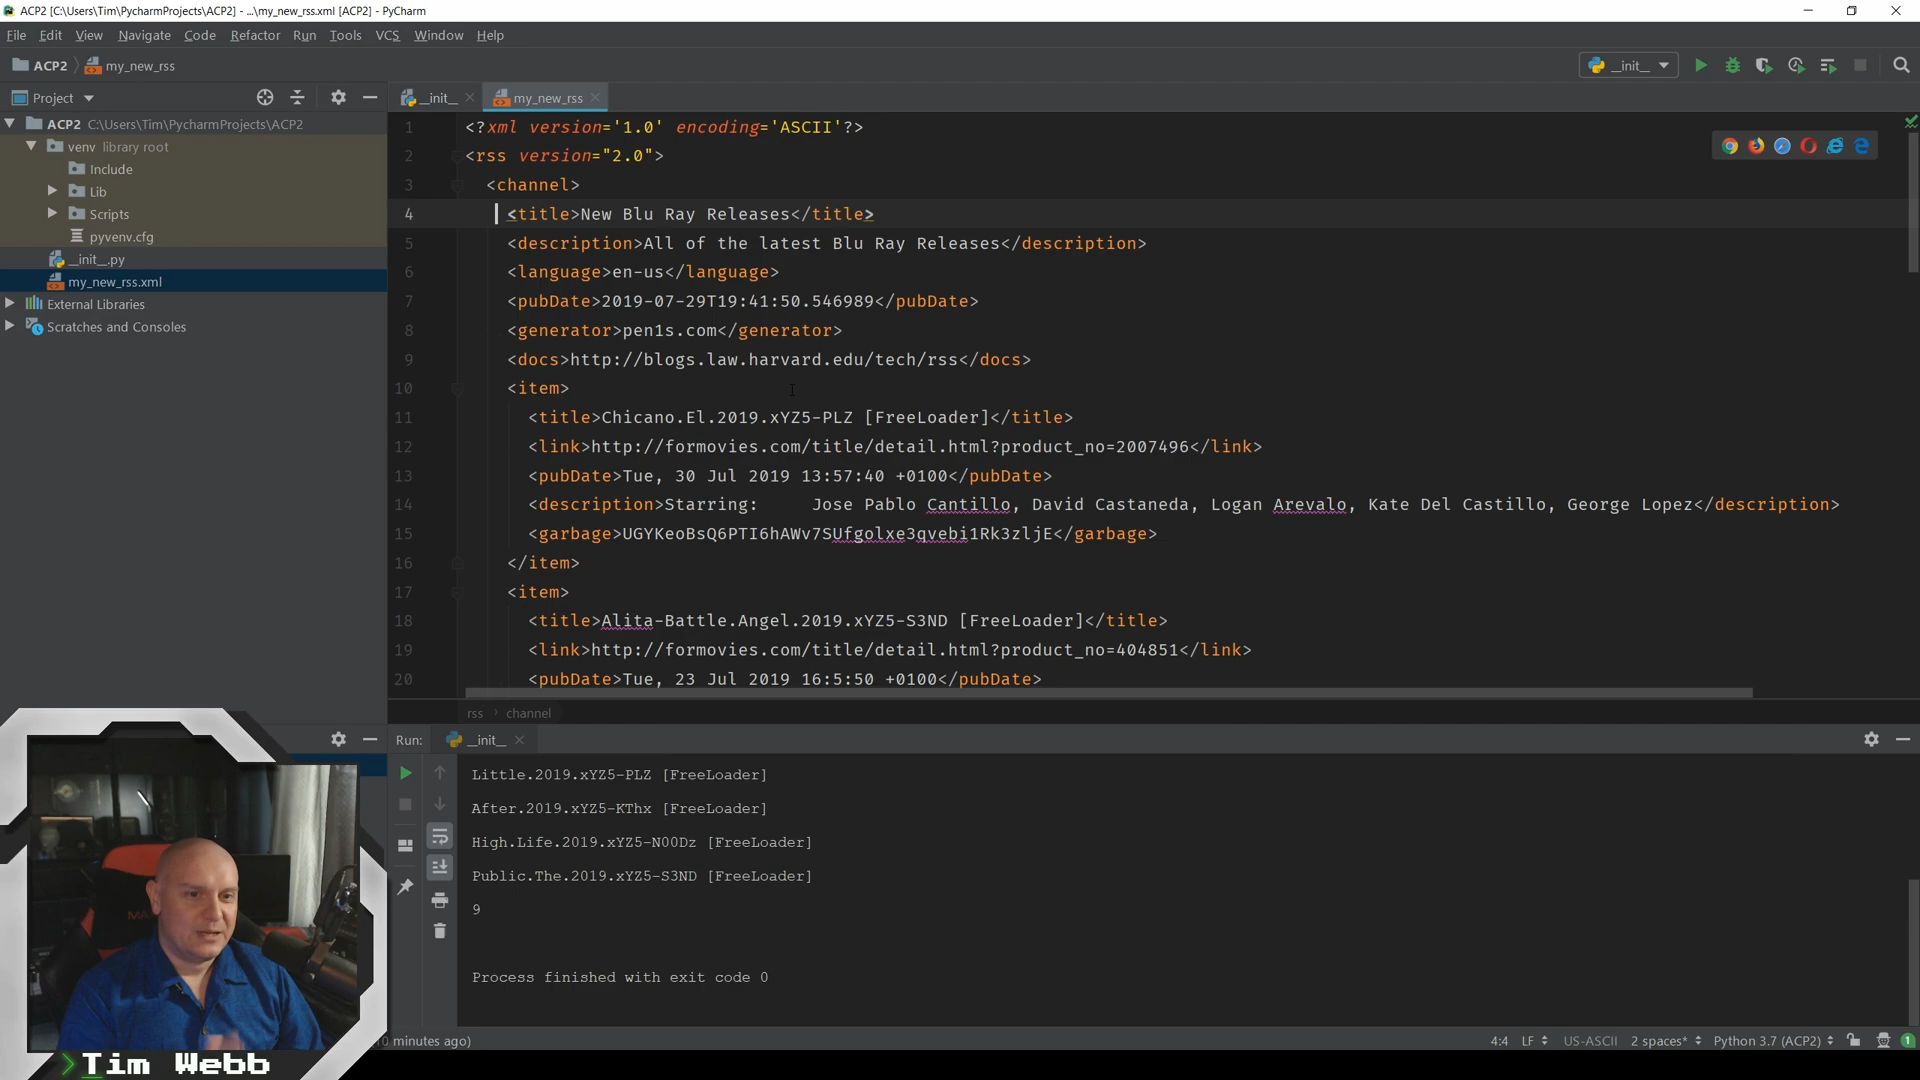 ACP2 [C:\Users\Tim\PycharmProjects\ACP2] - ...\my_new_rss.xml [ACP2] - PyCharm
File Edit View Navigate Code Refactor Run Tools VCS Window Help
ACP2 my_new_rss __init__
Project
__init__ my_new_rss
ACP2 C:\Users\Tim\PycharmProjects\ACP2
venv library root
Include
Lib
Scripts
pyvenv.cfg
__init__.py
my_new_rss.xml
External Libraries
Scratches and Consoles
1 <?xml version='1.0' encoding='ASCII'?>
2 <rss version="2.0">
3 <channel>
4 <title>New Blu Ray Releases</title>
5 <description>All of the latest Blu Ray Releases</description>
6 <language>en-us</language>
7 <pubDate>2019-07-29T19:41:50.546989</pubDate>
8 <generator>pen1s.com</generator>
9 <docs>http://blogs.law.harvard.edu/tech/rss</docs>
10 <item>
11 <title>Chicano.El.2019.xYZ5-PLZ [FreeLoader]</title>
12 <link>http://formovies.com/title/detail.html?product_no=2007496</link>
13 <pubDate>Tue, 30 Jul 2019 13:57:40 +0100</pubDate>
14 <description>Starring: Jose Pablo Cantillo, David Castaneda, Logan Arevalo, Kate Del Castillo, George Lopez</description>
15 <garbage>UGYKeoBsQ6PTI6hAWv7SUfgolxe3qvebi1Rk3zljE</garbage>
16 </item>
17 <item>
18 <title>Alita-Battle.Angel.2019.xYZ5-S3ND [FreeLoader]</title>
19 <link>http://formovies.com/title/detail.html?product_no=404851</link>
20 <pubDate>Tue, 23 Jul 2019 16:5:50 +0100</pubDate>
rss › channel
Run: __init__
Little.2019.xYZ5-PLZ [FreeLoader]
After.2019.xYZ5-KThx [FreeLoader]
High.Life.2019.xYZ5-N00Dz [FreeLoader]
Public.The.2019.xYZ5-S3ND [FreeLoader]
9
Process finished with exit code 0
0 minutes ago) 4:4 LF US-ASCII 2 spaces* Python 3.7 (ACP2) 1
>Tim Webb